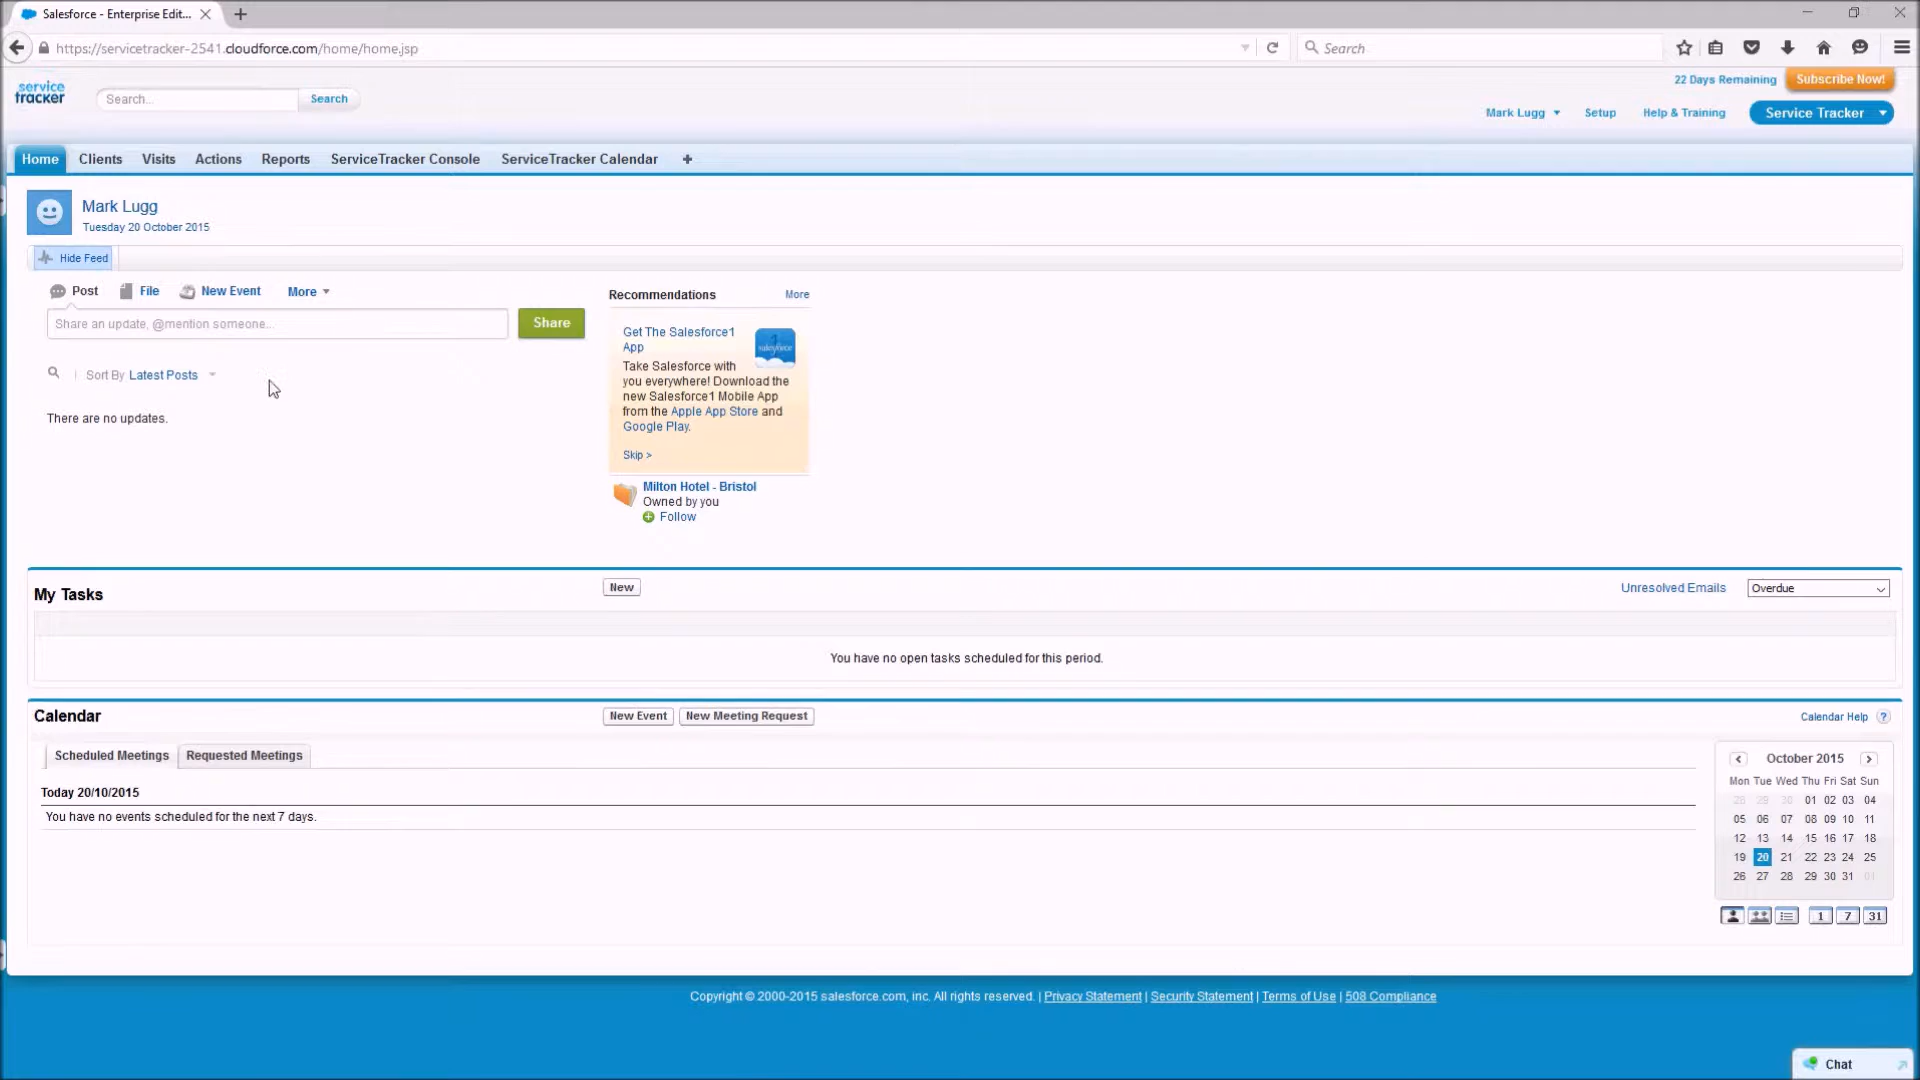 Salesforce - Enterprise Edit...
https://servicetracker-2541.cloudforce.com/home/home.jsp
Search
service
tracker
Search...
Search
22 Days Remaining
Subscribe Now!
Mark Lugg
Setup
Help & Training
Service Tracker
Home
Clients
Visits
Actions
Reports
ServiceTracker Console
ServiceTracker Calendar
+
Mark Lugg
Tuesday 20 October 2015
Hide Feed
Post
File
New Event
More
Share an update, @mention someone...
Share
Sort By Latest Posts
There are no updates.
Recommendations
More
Get The Salesforce1
App
salesforce
Take Salesforce with
you everywhere! Download the
new Salesforce1 Mobile App
from the Apple App Store and
Google Play.
Skip >
Milton Hotel - Bristol
Owned by you
Follow
My Tasks
New
Unresolved Emails
Overdue
You have no open tasks scheduled for this period.
Calendar
New Event
New Meeting Request
Calendar Help ?
Scheduled Meetings
Requested Meetings
Today 20/10/2015
You have no events scheduled for the next 7 days.
October 2015
Mon Tue Wed Thu Fri Sat Sun
28 29 30 01 02 03 04
05 06 07 08 09 10 11
12 13 14 15 16 17 18
19 20 21 22 23 24 25
26 27 28 29 30 31 01
1 7 31
Copyright © 2000-2015 salesforce.com, inc. All rights reserved. | Privacy Statement | Security Statement | Terms of Use | 508 Compliance
Chat